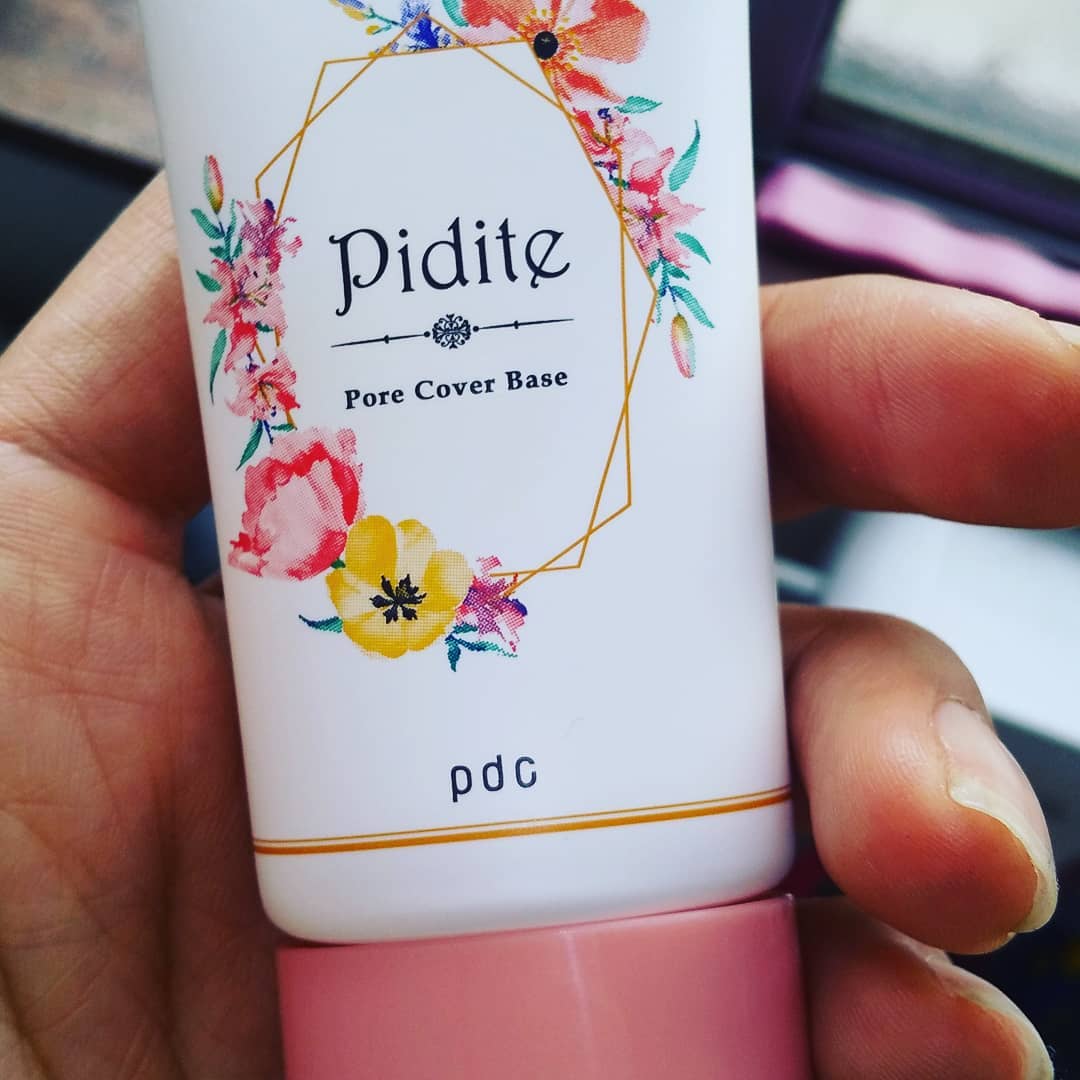 Pidite
Pore Cover Base
pdc